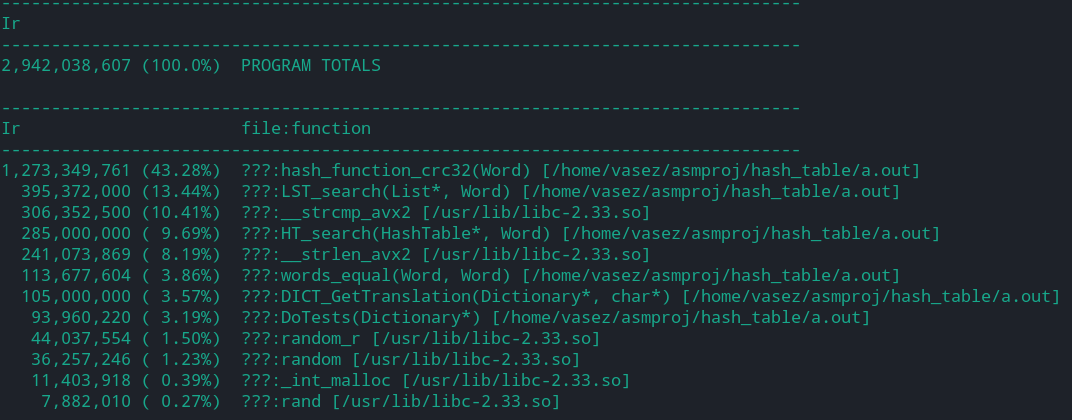 --------------------------------------------------------------------------------
Ir
--------------------------------------------------------------------------------
2,942,038,607 (100.0%)  PROGRAM TOTALS

--------------------------------------------------------------------------------
Ir                      file:function
--------------------------------------------------------------------------------
1,273,349,761 (43.28%)  ???:hash_function_crc32(Word) [/home/vasez/asmproj/hash_table/a.out]
  395,372,000 (13.44%)  ???:LST_search(List*, Word) [/home/vasez/asmproj/hash_table/a.out]
  306,352,500 (10.41%)  ???:__strcmp_avx2 [/usr/lib/libc-2.33.so]
  285,000,000 ( 9.69%)  ???:HT_search(HashTable*, Word) [/home/vasez/asmproj/hash_table/a.out]
  241,073,869 ( 8.19%)  ???:__strlen_avx2 [/usr/lib/libc-2.33.so]
  113,677,604 ( 3.86%)  ???:words_equal(Word, Word) [/home/vasez/asmproj/hash_table/a.out]
  105,000,000 ( 3.57%)  ???:DICT_GetTranslation(Dictionary*, char*) [/home/vasez/asmproj/hash_table/a.out]
   93,960,220 ( 3.19%)  ???:DoTests(Dictionary*) [/home/vasez/asmproj/hash_table/a.out]
   44,037,554 ( 1.50%)  ???:random_r [/usr/lib/libc-2.33.so]
   36,257,246 ( 1.23%)  ???:random [/usr/lib/libc-2.33.so]
   11,403,918 ( 0.39%)  ???:_int_malloc [/usr/lib/libc-2.33.so]
    7,882,010 ( 0.27%)  ???:rand [/usr/lib/libc-2.33.so]